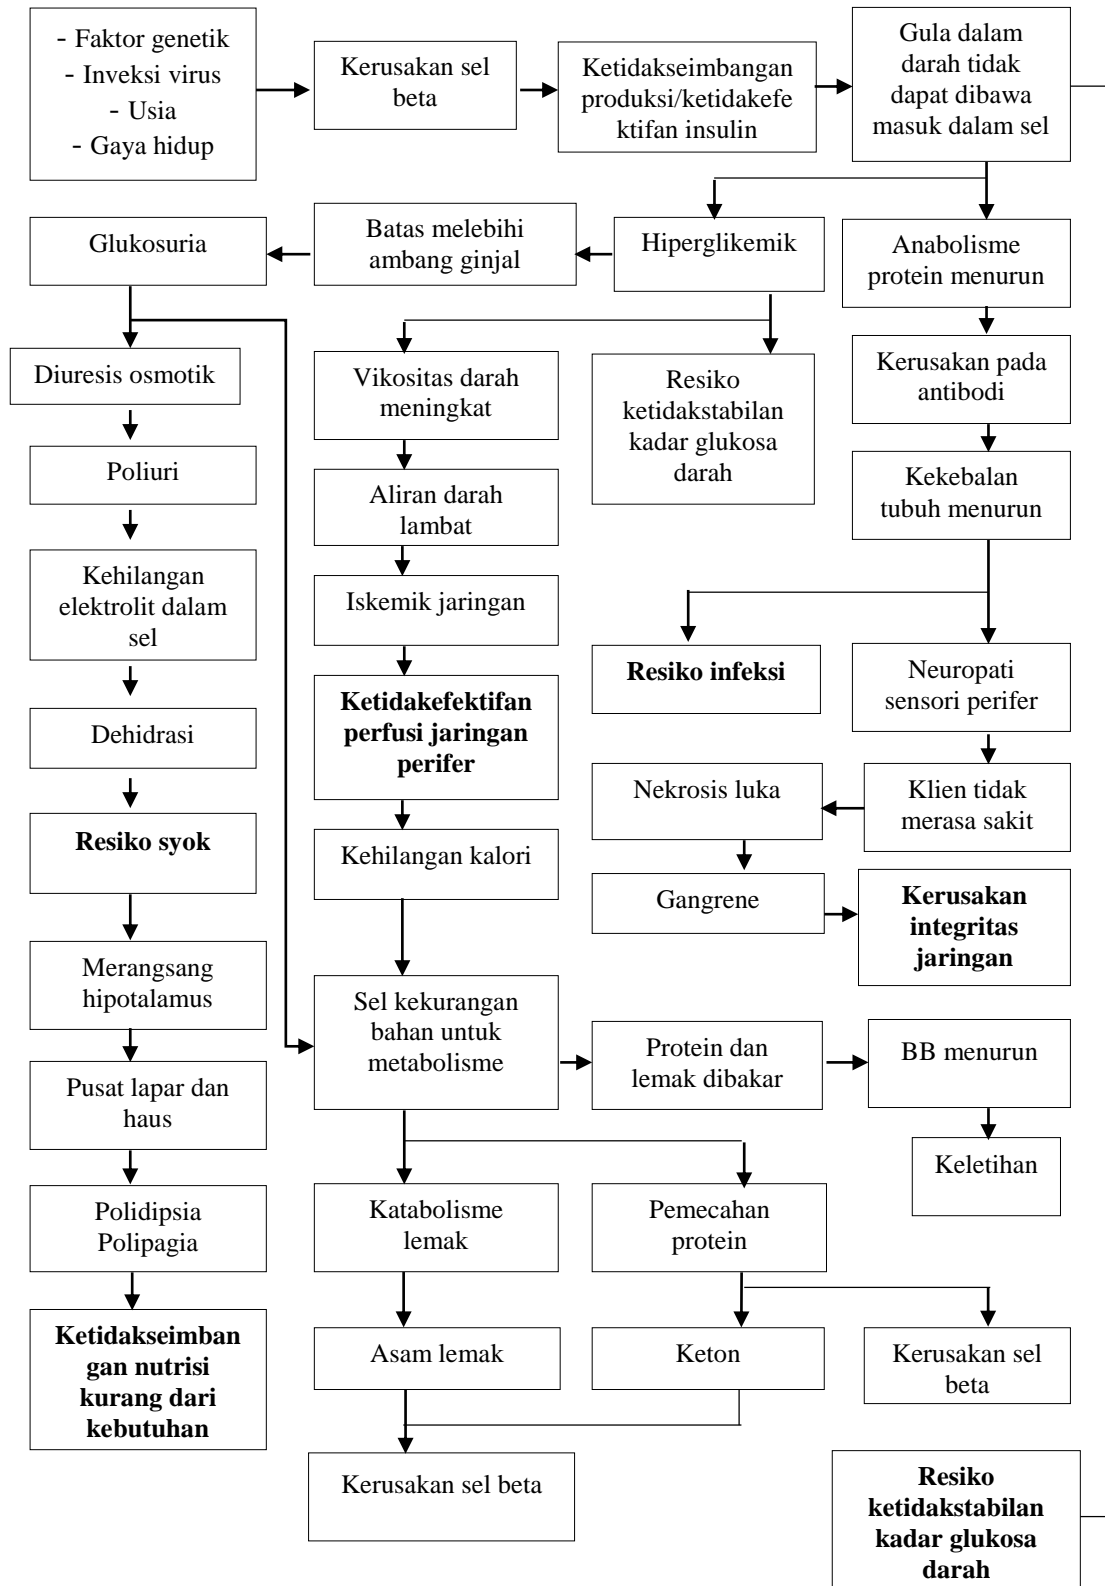 - Faktor genetik
- Inveksi virus
- Usia
- Gaya hidup
Kerusakan sel
beta
Ketidakseimbangan
produksi/ketidakefe
ktifan insulin
Gula dalam
darah tidak
dapat dibawa
masuk dalam sel
Glukosuria
Batas melebihi
ambang ginjal
Hiperglikemik
Anabolisme
protein menurun
Diuresis osmotik
Vikositas darah
meningkat
Resiko
ketidakstabilan
kadar glukosa
darah
Kerusakan pada
antibodi
Poliuri
Aliran darah
lambat
Kekebalan
tubuh menurun
Kehilangan
elektrolit dalam
sel
Iskemik jaringan
Resiko infeksi
Neuropati
sensori perifer
Dehidrasi
Ketidakefektifan
perfusi jaringan
perifer
Nekrosis luka
Klien tidak
merasa sakit
Resiko syok
Kehilangan kalori
Gangrene
Kerusakan
integritas
jaringan
Merangsang
hipotalamus
Sel kekurangan
bahan untuk
metabolisme
Protein dan
lemak dibakar
BB menurun
Pusat lapar dan
haus
Keletihan
Polidipsia
Polipagia
Katabolisme
lemak
Pemecahan
protein
Ketidakseimban
gan nutrisi
kurang dari
kebutuhan
Asam lemak
Keton
Kerusakan sel
beta
Kerusakan sel beta
Resiko
ketidakstabilan
kadar glukosa
darah